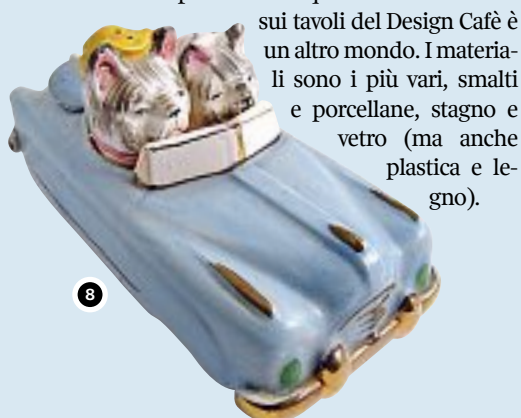 sui tavoli del Design Cafè è
un altro mondo. I materia-
li sono i più vari, smalti
e porcellane, stagno e
vetro (ma anche
plastica e le-
gno).
8